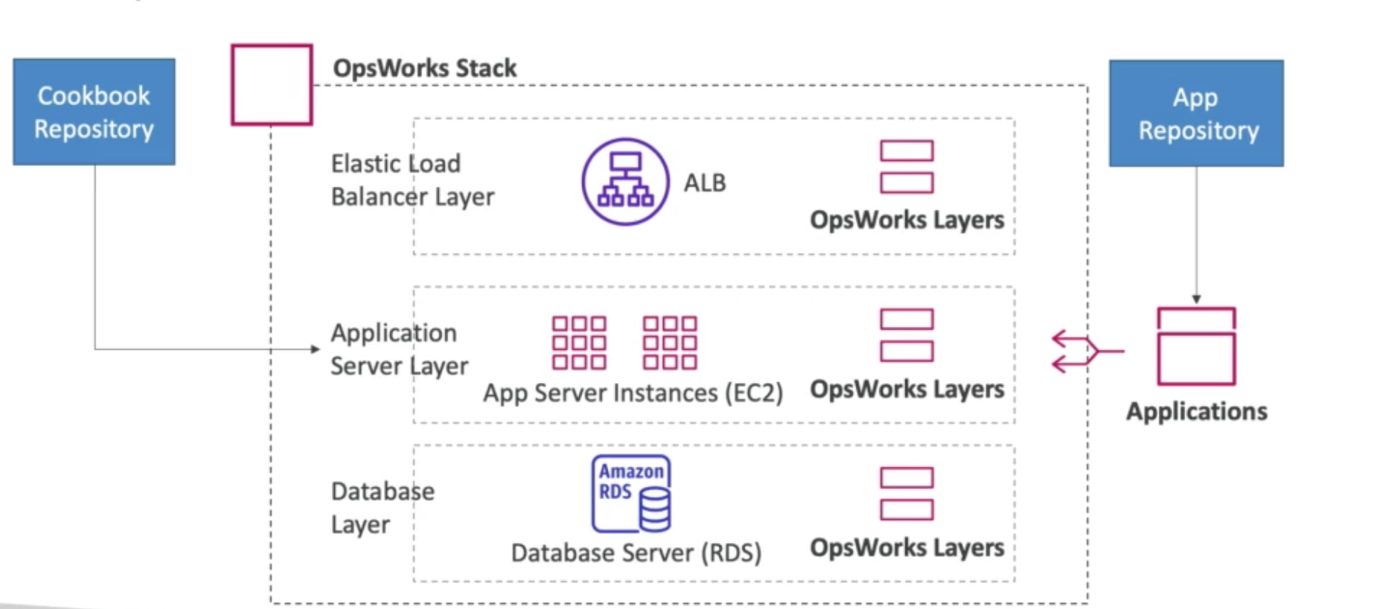 OpsWorks Stack
Cookbook
Repository
App
Repository
Elastic Load
Balancer Layer
ALB
OpsWorks Layers
Application
Server Layer
App Server Instances (EC2)
OpsWorks Layers
Applications
Database
Layer
Amazon
RDS
Database Server (RDS)
OpsWorks Layers